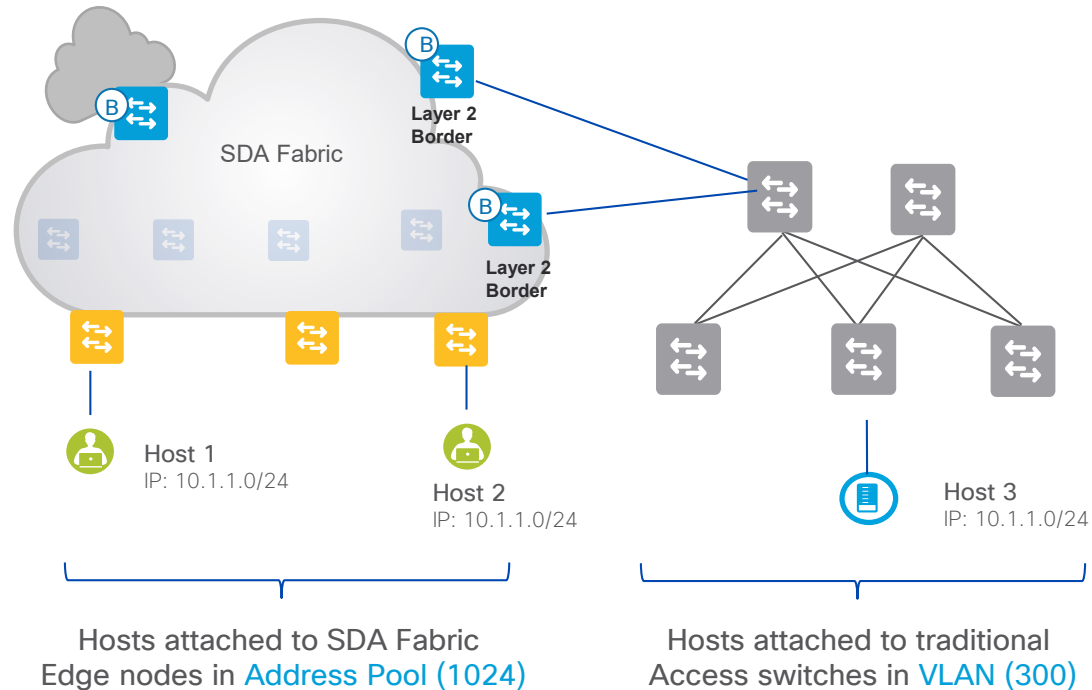 B
B
Layer 2
Border
SDA Fabric
B
Layer 2
Border
Host 1
IP: 10.1.1.0/24
Host 2
IP: 10.1.1.0/24
Host 3
IP: 10.1.1.0/24
Hosts attached to SDA Fabric
Edge nodes in Address Pool (1024)
Hosts attached to traditional
Access switches in VLAN (300)